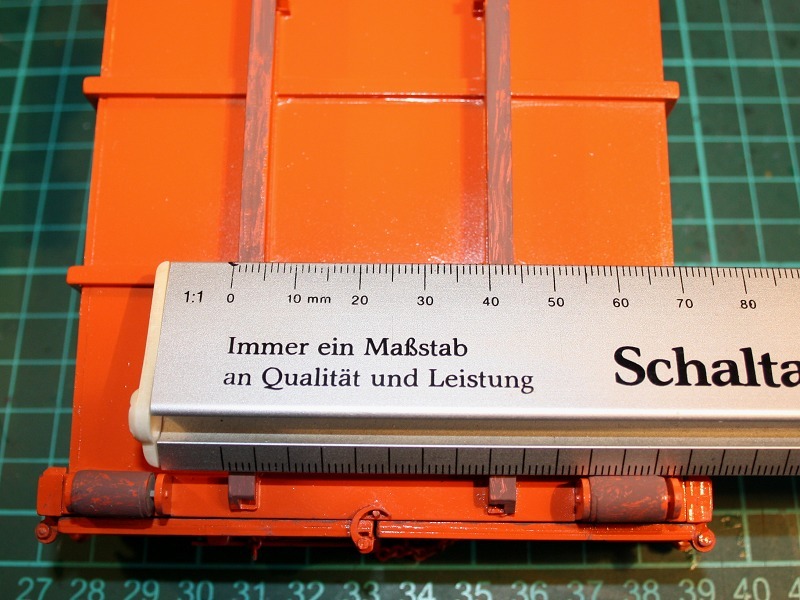 1:1 0 10 mm 20 30 40 50 60 70 80
Immer ein Maßstab
an Qualität und Leistung
Schalta
27 28 29 30 31 32 33 34 35 36 37 38 39 40 4